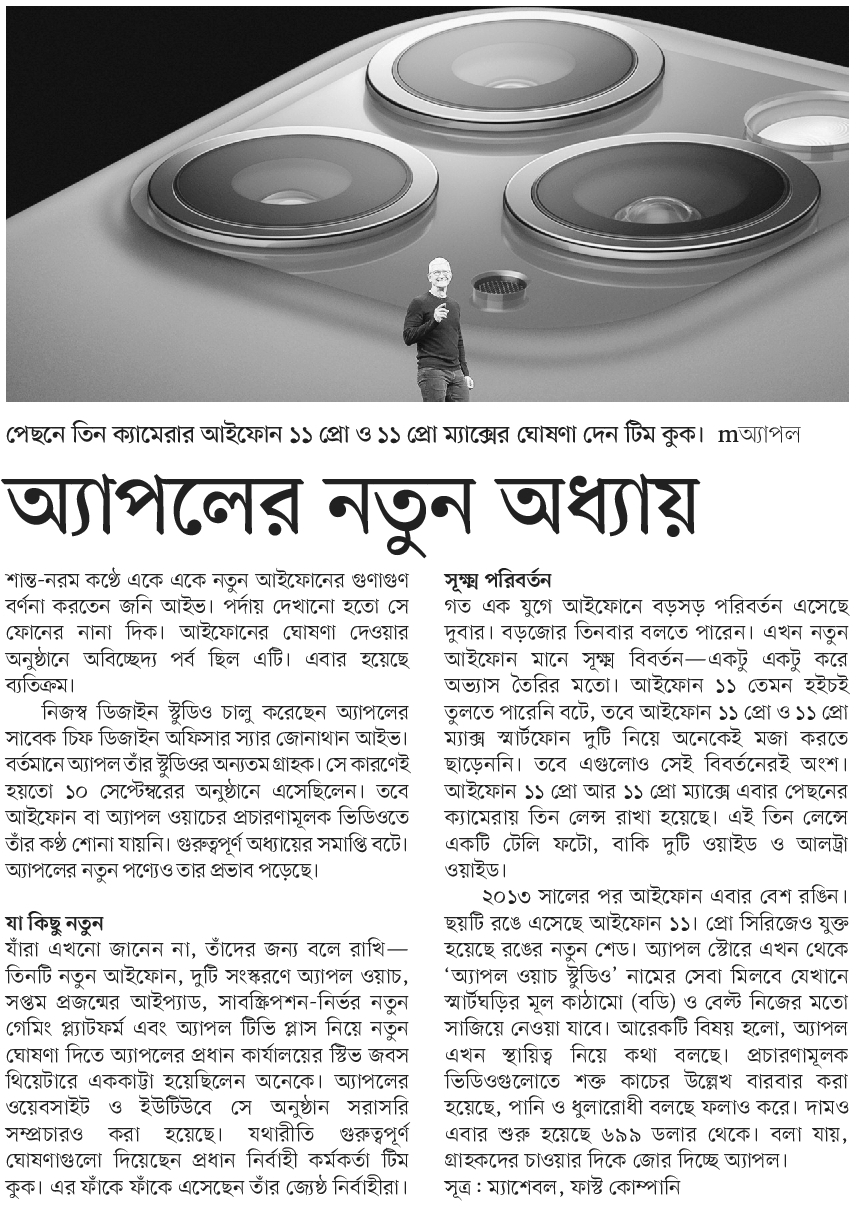 পেছনে তিন ক্যামেরার আইফোন ১১ প্রো ও ১১ প্রো ম্যাক্সের ঘোষণা দেন টিম কুক। mঅ্যাপল
অ্যাপলের নতুন অধ্যায়
শান্ত-নরম কণ্ঠে একে একে নতুন আইফোনের গুণাগুণ
বর্ণনা করতেন জনি আইভ। পর্দায় দেখানো হতো সে
ফোনের নানা দিক। আইফোনের ঘোষণা দেওয়ার
অনুষ্ঠানে অবিচ্ছেদ্য পর্ব ছিল এটি। এবার হয়েছে
ব্যতিক্রম।
নিজস্ব ডিজাইন স্টুডিও চালু করেছেন অ্যাপলের
সাবেক চিফ ডিজাইন অফিসার স্যার জোনাথান আইভ।
বর্তমানে অ্যাপল তাঁর স্টুডিওর অন্যতম গ্রাহক। সে কারণেই
হয়তো ১০ সেপ্টেম্বরের অনুষ্ঠানে এসেছিলেন। তবে
আইফোন বা অ্যাপল ওয়াচের প্রচারণামূলক ভিডিওতে
তাঁর কণ্ঠ শোনা যায়নি। গুরুত্বপূর্ণ অধ্যায়ের সমাপ্তি বটে।
অ্যাপলের নতুন পণ্যেও তার প্রভাব পড়েছে।
যা কিছু নতুন
যাঁরা এখনো জানেন না, তাঁদের জন্য বলে রাখি—
তিনটি নতুন আইফোন, দুটি সংস্করণে অ্যাপল ওয়াচ,
সপ্তম প্রজন্মের আইপ্যাড, সাবস্ক্রিপশন-নির্ভর নতুন
গেমিং প্ল্যাটফর্ম এবং অ্যাপল টিভি প্লাস নিয়ে নতুন
ঘোষণা দিতে অ্যাপলের প্রধান কার্যালয়ের স্টিভ জবস
থিয়েটারে এককাট্টা হয়েছিলেন অনেকে। অ্যাপলের
ওয়েবসাইট ও ইউটিউবে সে অনুষ্ঠান সরাসরি
সম্প্রচারও করা হয়েছে। যথারীতি গুরুত্বপূর্ণ
ঘোষণাগুলো দিয়েছেন প্রধান নির্বাহী কর্মকর্তা টিম
কুক। এর ফাঁকে ফাঁকে এসেছেন তাঁর জ্যেষ্ঠ নির্বাহীরা।
সূক্ষ্ম পরিবর্তন
গত এক যুগে আইফোনে বড়সড় পরিবর্তন এসেছে
দুবার। বড়জোর তিনবার বলতে পারেন। এখন নতুন
আইফোন মানে সূক্ষ্ম বিবর্তন—একটু একটু করে
অভ্যাস তৈরির মতো। আইফোন ১১ তেমন হইচই
তুলতে পারেনি বটে, তবে আইফোন ১১ প্রো ও ১১ প্রো
ম্যাক্স স্মার্টফোন দুটি নিয়ে অনেকেই মজা করতে
ছাড়েননি। তবে এগুলোও সেই বিবর্তনেরই অংশ।
আইফোন ১১ প্রো আর ১১ প্রো ম্যাক্সে এবার পেছনের
ক্যামেরায় তিন লেন্স রাখা হয়েছে। এই তিন লেন্সে
একটি টেলি ফটো, বাকি দুটি ওয়াইড ও আলট্রা
ওয়াইড।
২০১৩ সালের পর আইফোন এবার বেশ রঙিন।
ছয়টি রঙে এসেছে আইফোন ১১। প্রো সিরিজেও যুক্ত
হয়েছে রঙের নতুন শেড। অ্যাপল স্টোরে এখন থেকে
‘অ্যাপল ওয়াচ স্টুডিও’ নামের সেবা মিলবে যেখানে
স্মার্টঘড়ির মূল কাঠামো (বডি) ও বেল্ট নিজের মতো
সাজিয়ে নেওয়া যাবে। আরেকটি বিষয় হলো, অ্যাপল
এখন স্থায়িত্ব নিয়ে কথা বলছে। প্রচারণামূলক
ভিডিওগুলোতে শক্ত কাচের উল্লেখ বারবার করা
হয়েছে, পানি ও ধুলারোধী বলছে ফলাও করে। দামও
এবার শুরু হয়েছে ৬৯৯ ডলার থেকে। বলা যায়,
গ্রাহকদের চাওয়ার দিকে জোর দিচ্ছে অ্যাপল।
সূত্র : ম্যাশেবল, ফাস্ট কোম্পানি